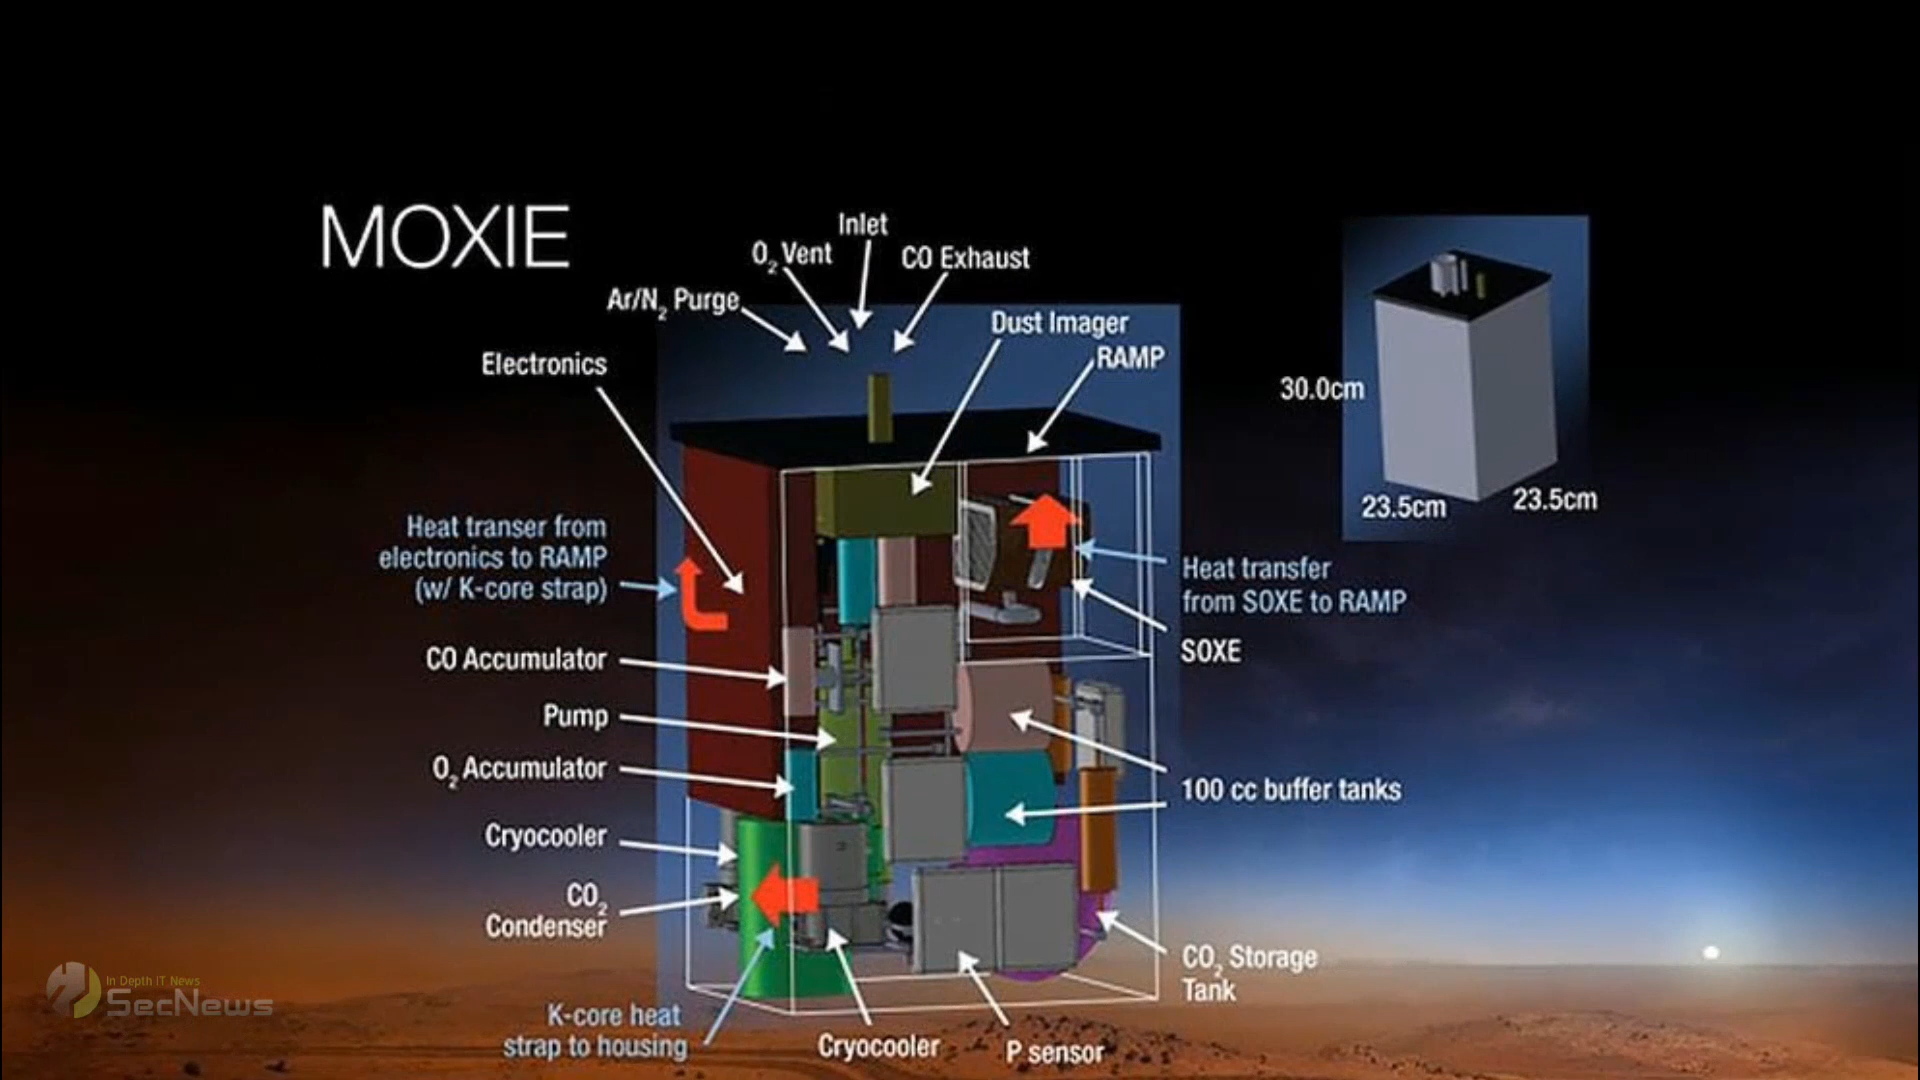 MOXIE
Inlet
O2 Vent
CO Exhaust
Ar/N2 Purge
Dust Imager
RAMP
Electronics
30.0cm
23.5cm
23.5cm
Heat transer from
electronics to RAMP
(w/ K-core strap)
Heat transfer
from SOXE to RAMP
SOXE
CO Accumulator
Pump
O2 Accumulator
100 cc buffer tanks
Cryocooler
CO2
Condenser
CO2 Storage
Tank
K-core heat
strap to housing
Cryocooler
P sensor
In Depth IT News
SecNews